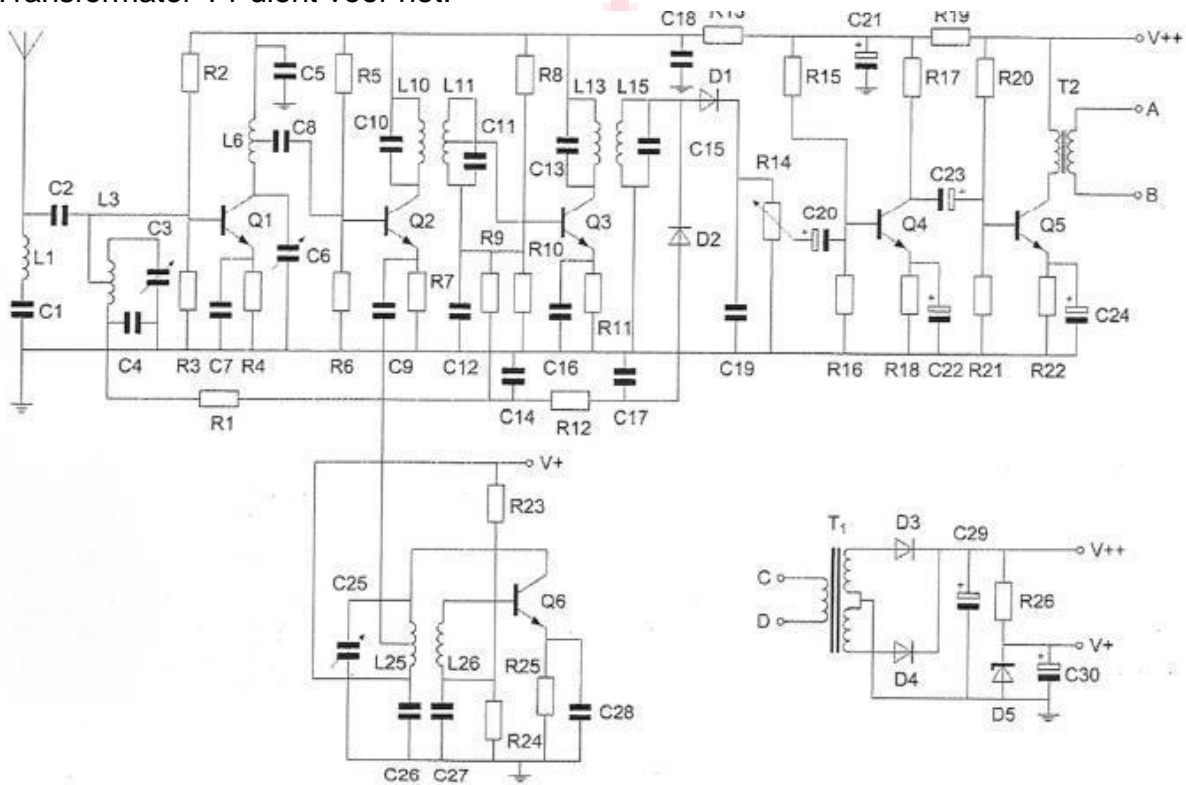 Transformator T1 dient voor het:
C18 R13 C21 R19 V++
R2 C5 R5 L10 L11 R8 L13 L15 D1 R15 R17 R20 T2
A
C8 C10 C11
L6 C13 C15 R14
C2 L3 C23 B
C3 Q1 Q2 Q3 C20 Q4 Q5
L1 C6 R9 R10 D2
R7
C1 R11 C24
C4 R3 C7 R4 R6 C9 C12 C16 C19 R16 R18 C22 R21 R22
R1 C14 R12 C17
V+
R23
T1 D3 C29 V++
C25 Q6 C R26
D
L25 L26 R25 D4 V+
C30
R24 C28 D5
C26 C27